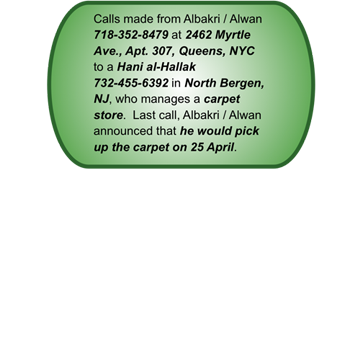 Calls made from Albakri / Alwan
718-352-8479 at 2462 Myrtle
Ave., Apt. 307, Queens, NYC
to a Hani al-Hallak
732-455-6392 in North Bergen,
NJ, who manages a carpet
store.  Last call, Albakri / Alwan
announced that he would pick
up the carpet on 25 April.